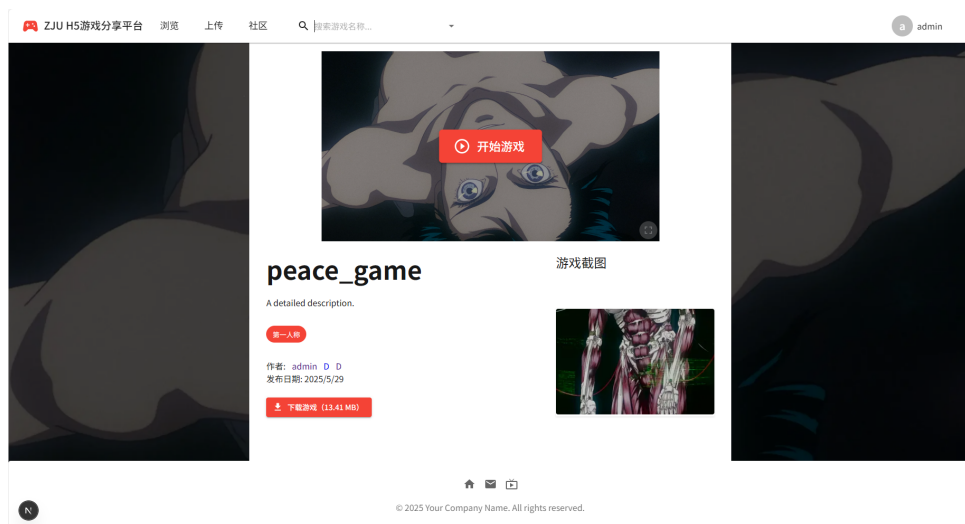 ZJU H5游戏分享平台 浏览 上传 社区 搜索游戏名称... a admin
开始游戏
peace_game
游戏截图
A detailed description.
第一人称
作者: admin D D
发布日期: 2025/5/29
下载游戏（13.41 MB）
© 2025 Your Company Name. All rights reserved.
N